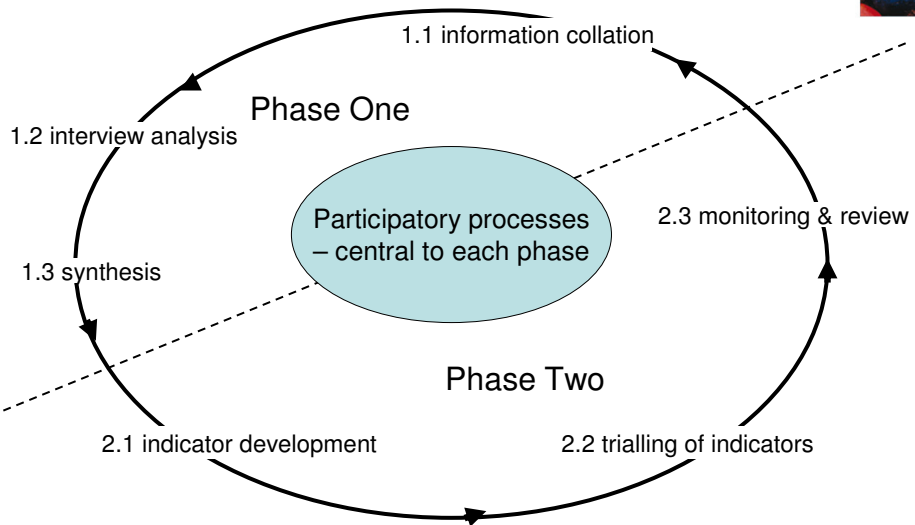 1.1 information collation
Phase One
1.2 interview analysis
Participatory processes
– central to each phase
2.3 monitoring & review
1.3 synthesis
Phase Two
2.1 indicator development
2.2 trialling of indicators